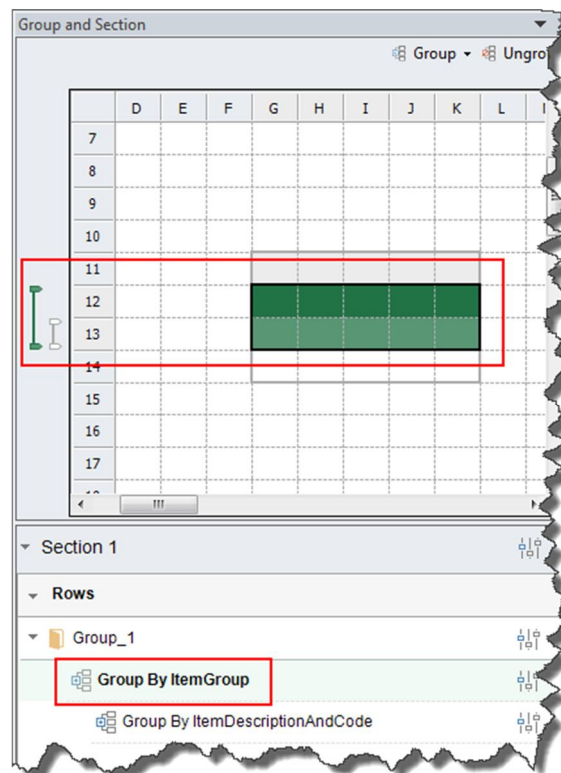 Group and Section
Group Ungro
D E F G H I J K L
7
8
9
10
11
12
13
14
15
16
17
Section 1
Rows
Group_1
Group By ItemGroup
Group By ItemDescriptionAndCode